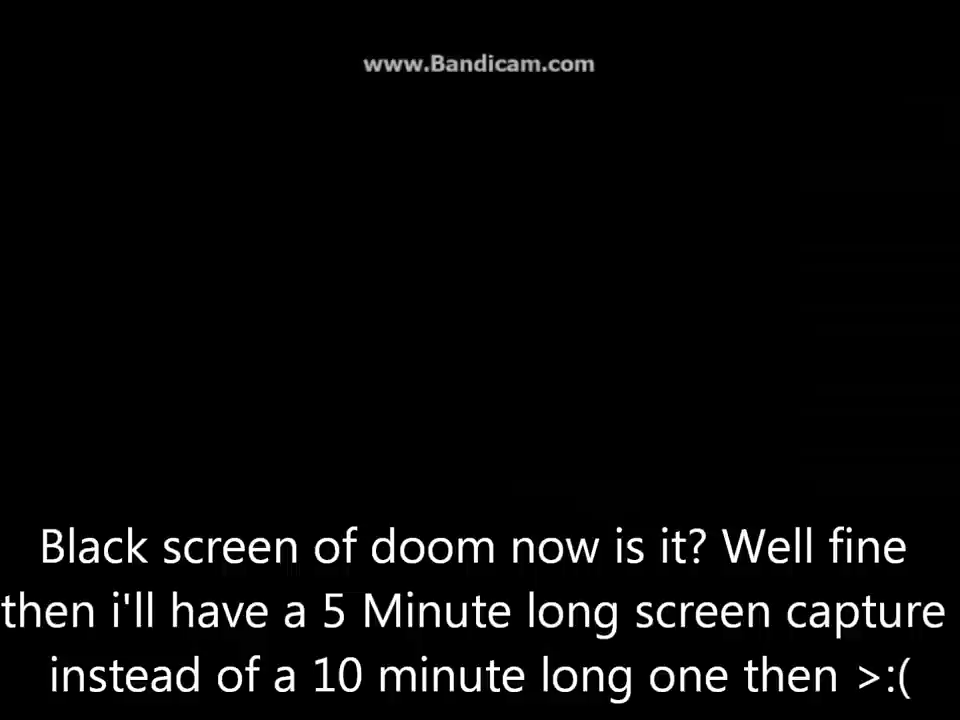 www.Bandicam.com
Black screen of doom now is it? Well fine
then i'll have a 5 Minute long screen capture
instead of a 10 minute long one then >:(